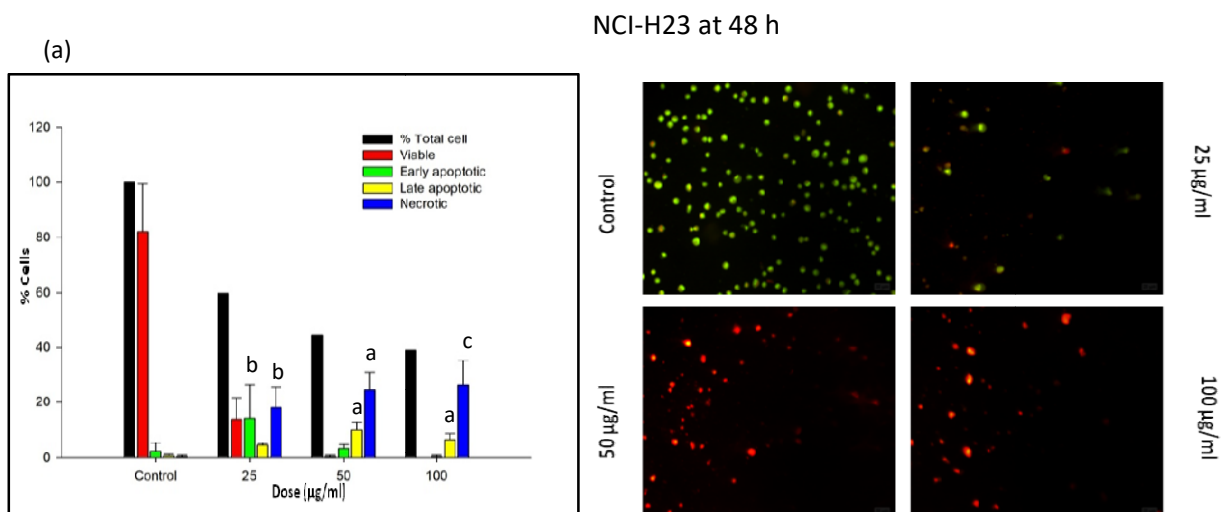 NCI-H23 at 48 h
(a)
120
100
80
60
40
20
0
% Cells
% Total cell
Viable
Early apoptotic
Late apoptotic
Necrotic
b
b
a
a
a
c
Control
25
50
100
Dose (µg/ml)
Control
25 µg/ml
50 µg/ml
100 µg/ml